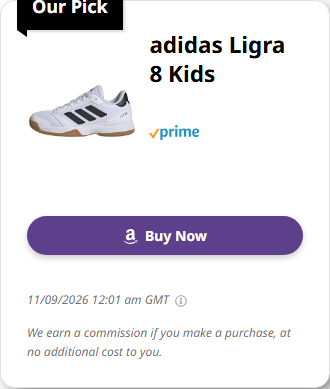 Our Pick
adidas Ligra
8 Kids
prime
Buy Now
11/09/2026 12:01 am GMT
We earn a commission if you make a purchase, at
no additional cost to you.